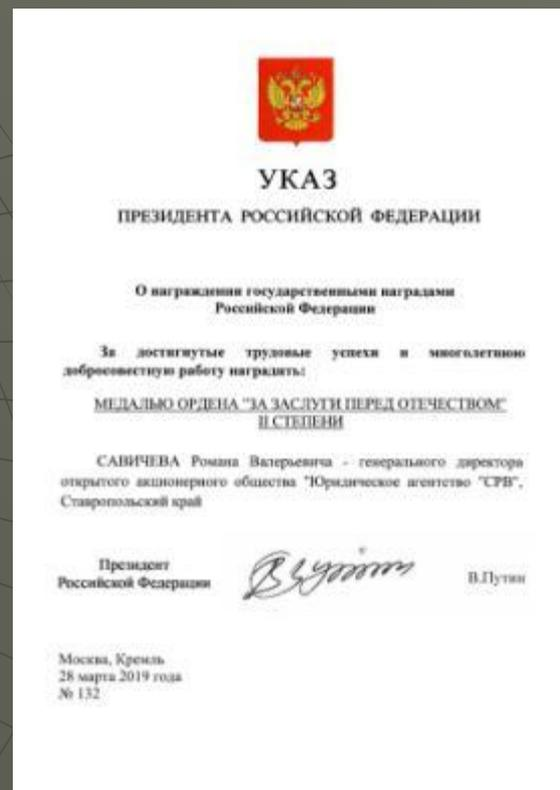 УКАЗ
ПРЕЗИДЕНТА РОССИЙСКОЙ ФЕДЕРАЦИИ
О награждении государственными наградами
Российской Федерации
За достигнутые трудовые успехи и многолетнюю
добросовестную работу наградить:
МЕДАЛЬЮ ОРДЕНА "ЗА ЗАСЛУГИ ПЕРЕД ОТЕЧЕСТВОМ"
II СТЕПЕНИ
САВИЧЕВА Романа Валерьевича - генерального директора
открытого акционерного общества "Юридическое агентство "СРВ",
Ставропольский край
Президент
Российской Федерации
В.Путин
Москва, Кремль
28 марта 2019 года
№ 132